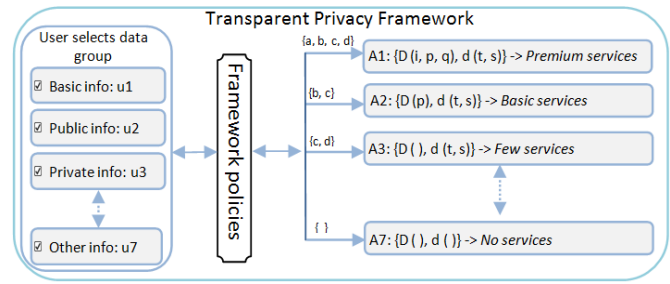 Transparent Privacy Framework
User selects data
group
☑ Basic info: u1
☑ Public info: u2
☑ Private info: u3
☑ Other info: u7
Framework policies
{a, b, c, d}
A1: {D (i, p, q), d (t, s)} -> Premium services
{b, c}
A2: {D (p), d (t, s)} -> Basic services
{c, d}
A3: {D ( ), d (t, s)} -> Few services
{ }
A7: {D ( ), d ( )} -> No services